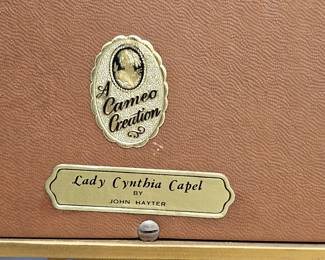 A
Cameo
Creation
Lady Cynthia Capel
BY
JOHN HAYTER